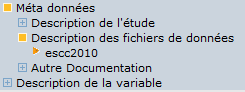 Méta données
Description de l'étude
Description des fichiers de données
escc2010
Autre Documentation
Description de la variable